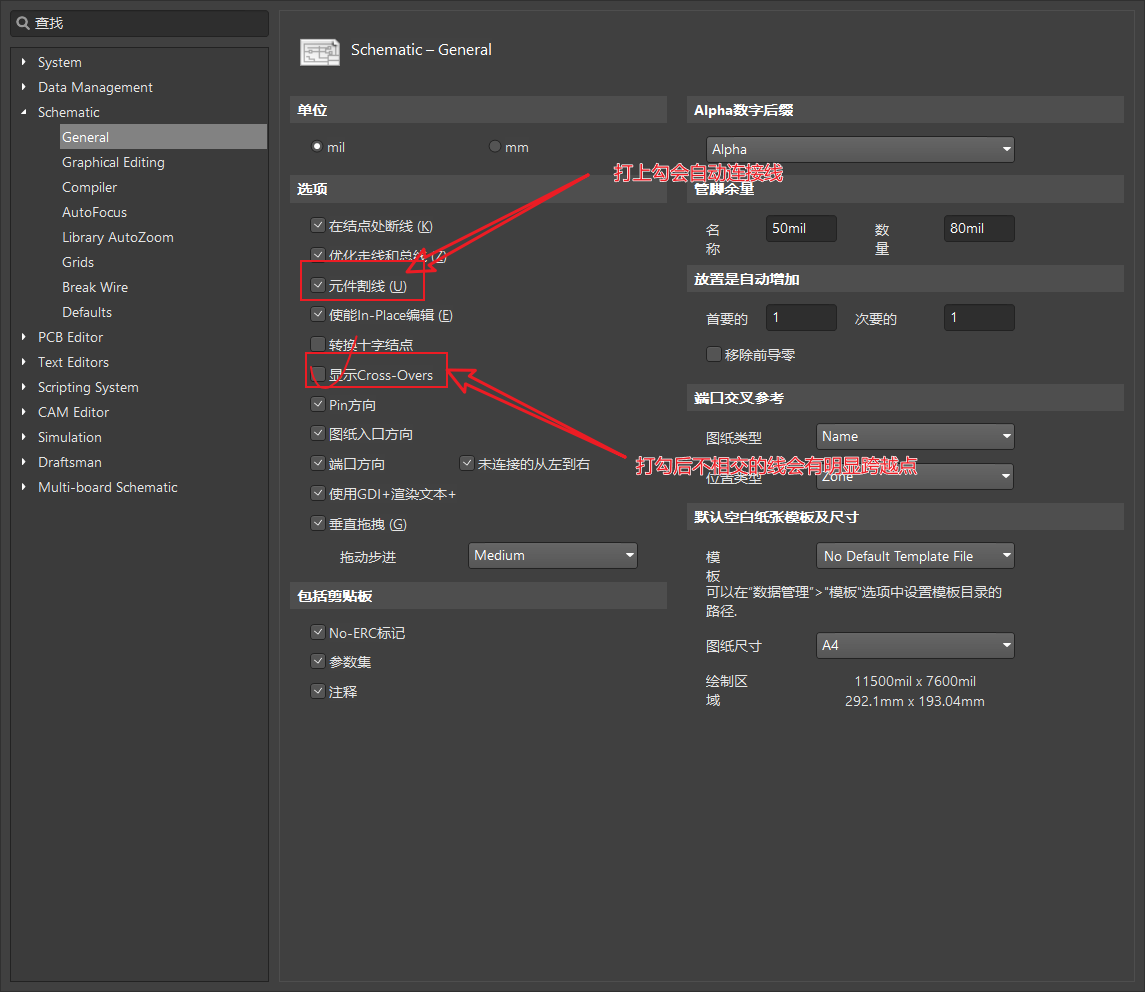 查找
System
Data Management
Schematic
General
Graphical Editing
Compiler
AutoFocus
Library AutoZoom
Grids
Break Wire
Defaults
PCB Editor
Text Editors
Scripting System
CAM Editor
Simulation
Draftsman
Multi-board Schematic
Schematic – General
单位
mil
mm
选项
打上勾会自动连接线
在结点处断线 (K)
优化走线和总线 (Z)
元件割线 (U)
使能In-Place编辑 (E)
转换十字结点
显示Cross-Overs
Pin方向
图纸入口方向
端口方向
未连接的从左到右
打勾后不相交的线会有明显跨越点
使用GDI+渲染文本+
垂直拖拽 (G)
拖动步进
Medium
包括剪贴板
No-ERC标记
参数集
注释
Alpha数字后缀
Alpha
管脚余量
名称
50mil
数量
80mil
放置是自动增加
首要的
1
次要的
1
移除前导零
端口交叉参考
图纸类型
Name
位置类型
Zone
默认空白纸张模板及尺寸
模板
No Default Template File
可以在"数据管理">"模板"选项中设置模板目录的
路径.
图纸尺寸
A4
绘制区域
11500mil x 7600mil
292.1mm x 193.04mm